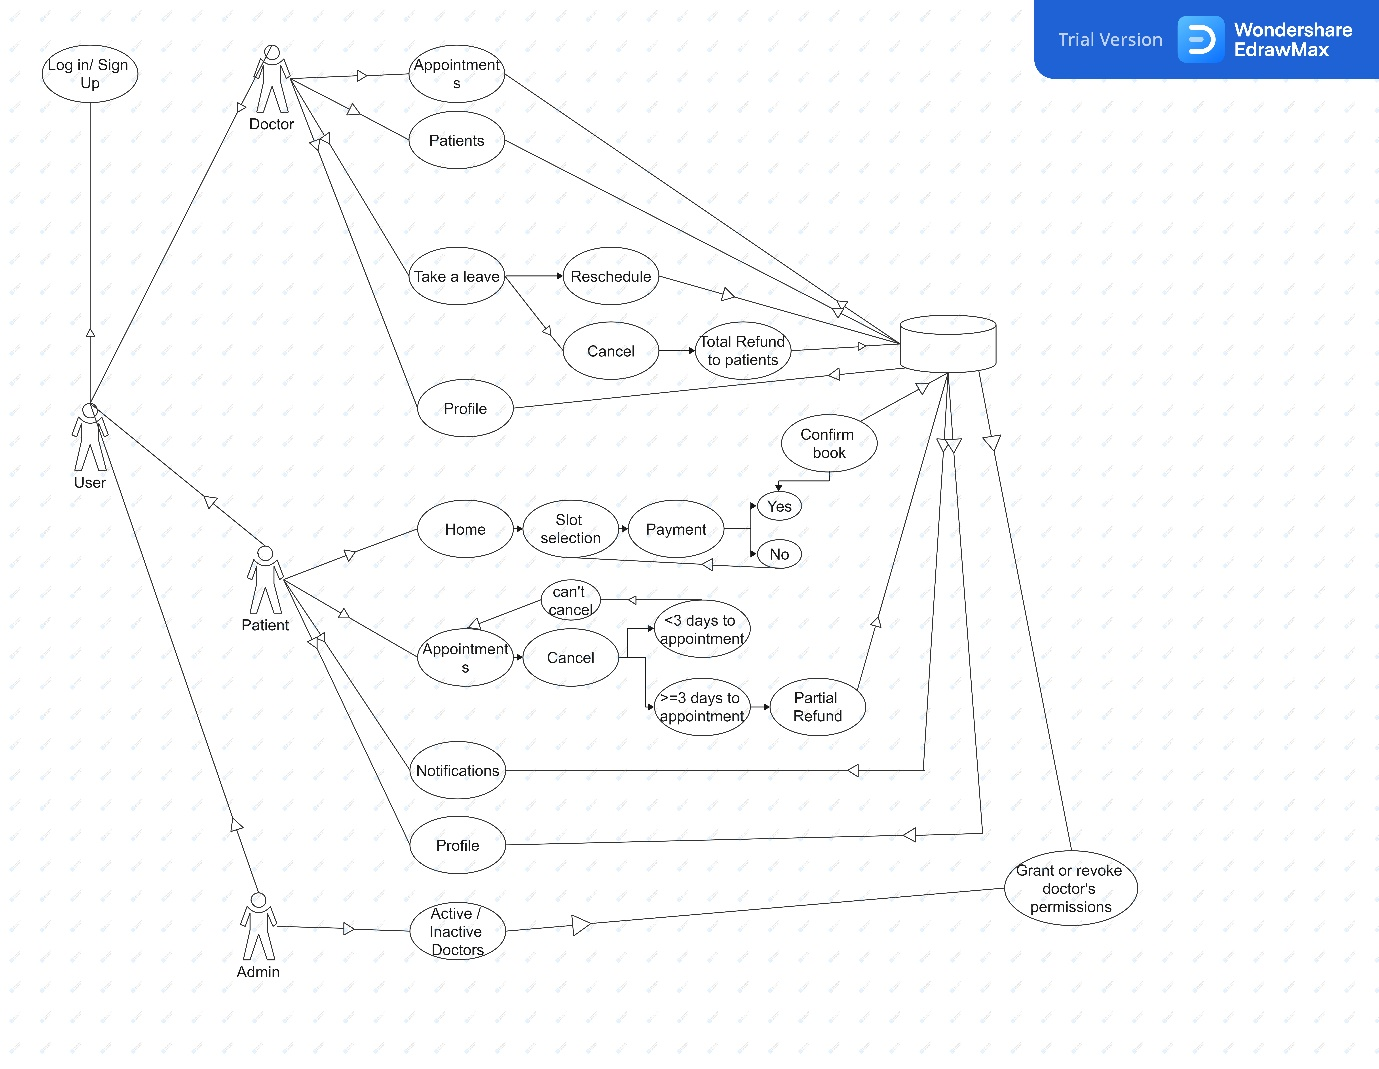 Trial Version
Wondershare
EdrawMax
Log in/ Sign
Up
Doctor
Appointment
s
Patients
Take a leave
Reschedule
Cancel
Total Refund
to patients
Profile
User
Confirm
book
Home
Slot
selection
Payment
Yes
No
Patient
can't
cancel
Appointment
s
Cancel
<3 days to
appointment
>=3 days to
appointment
Partial
Refund
Notifications
Profile
Grant or revoke
doctor's
permissions
Active /
Inactive
Doctors
Admin